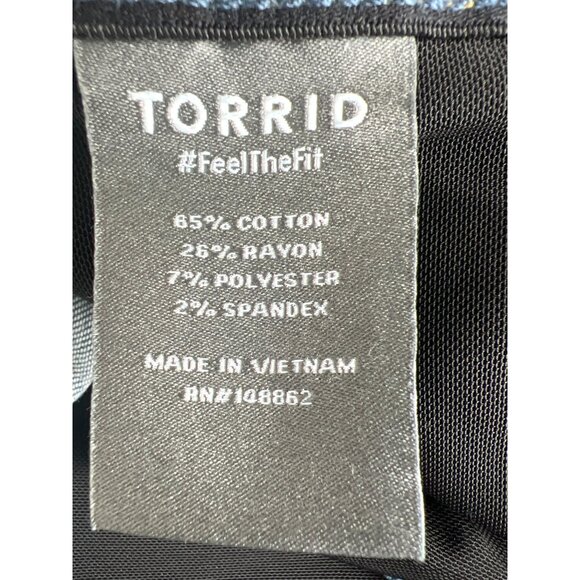 TORRID
#FeelTheFit
65% COTTON
26% RAYON
7% POLYESTER
2% SPANDEX
MADE IN VIETNAM
RN#148862